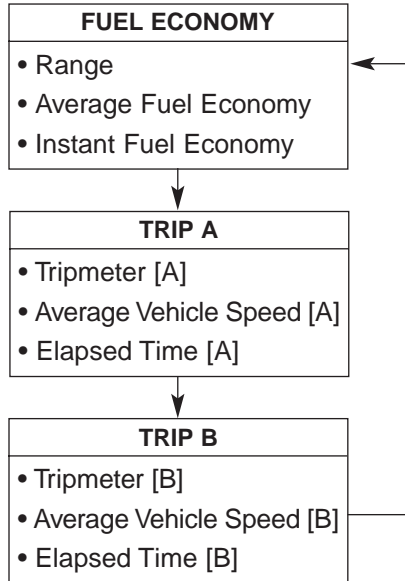 FUEL ECONOMY
• Range
• Average Fuel Economy
• Instant Fuel Economy
TRIP A
• Tripmeter [A]
• Average Vehicle Speed [A]
• Elapsed Time [A]
TRIP B
• Tripmeter [B]
• Average Vehicle Speed [B]
• Elapsed Time [B]